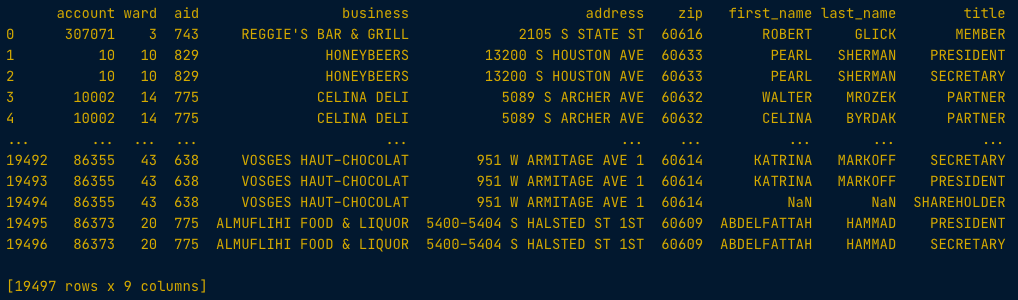 account ward aid business address zip first_name last_name title
0 307071 3 743 REGGIE'S BAR & GRILL 2105 S STATE ST 60616 ROBERT GLICK MEMBER
1 10 10 829 HONEYBEERS 13200 S HOUSTON AVE 60633 PEARL SHERMAN PRESIDENT
2 10 10 829 HONEYBEERS 13200 S HOUSTON AVE 60633 PEARL SHERMAN SECRETARY
3 10002 14 775 CELINA DELI 5089 S ARCHER AVE 60632 WALTER MROZEK PARTNER
4 10002 14 775 CELINA DELI 5089 S ARCHER AVE 60632 CELINA BYRDAK PARTNER
... ... ... ... ... ... ... ... ... ...
19492 86355 43 638 VOSGES HAUT-CHOCOLAT 951 W ARMITAGE AVE 1 60614 KATRINA MARKOFF SECRETARY
19493 86355 43 638 VOSGES HAUT-CHOCOLAT 951 W ARMITAGE AVE 1 60614 KATRINA MARKOFF PRESIDENT
19494 86355 43 638 VOSGES HAUT-CHOCOLAT 951 W ARMITAGE AVE 1 60614 NaN NaN SHAREHOLDER
19495 86373 20 775 ALMUFLIHI FOOD & LIQUOR 5400-5404 S HALSTED ST 1ST 60609 ABDELFATTAH HAMMAD PRESIDENT
19496 86373 20 775 ALMUFLIHI FOOD & LIQUOR 5400-5404 S HALSTED ST 1ST 60609 ABDELFATTAH HAMMAD SECRETARY
[19497 rows x 9 columns]